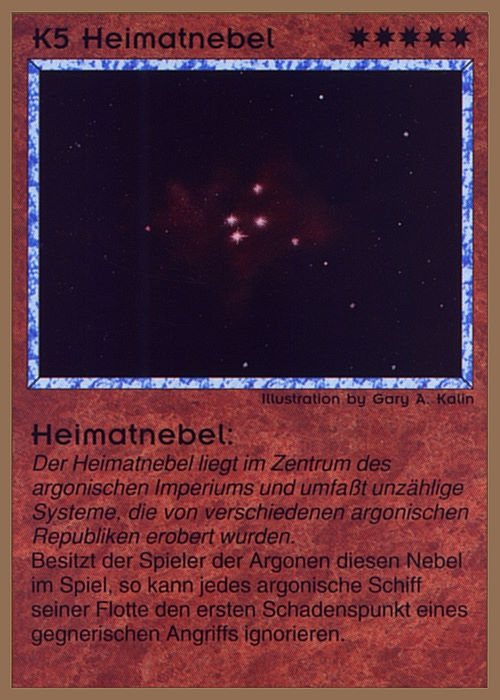 K5 Heimatnebel
Illustration by Gary A. Kalin
Heimatnebel:
Der Heimatnebel liegt im Zentrum des
argonischen Imperiums und umfaßt unzählige
Systeme, die von verschiedenen argonischen
Republiken erobert wurden.
Besitzt der Spieler der Argonen diesen Nebel
im Spiel, so kann jedes argonische Schiff
seiner Flotte den ersten Schadenspunkt eines
gegnerischen Angriffs ignorieren.